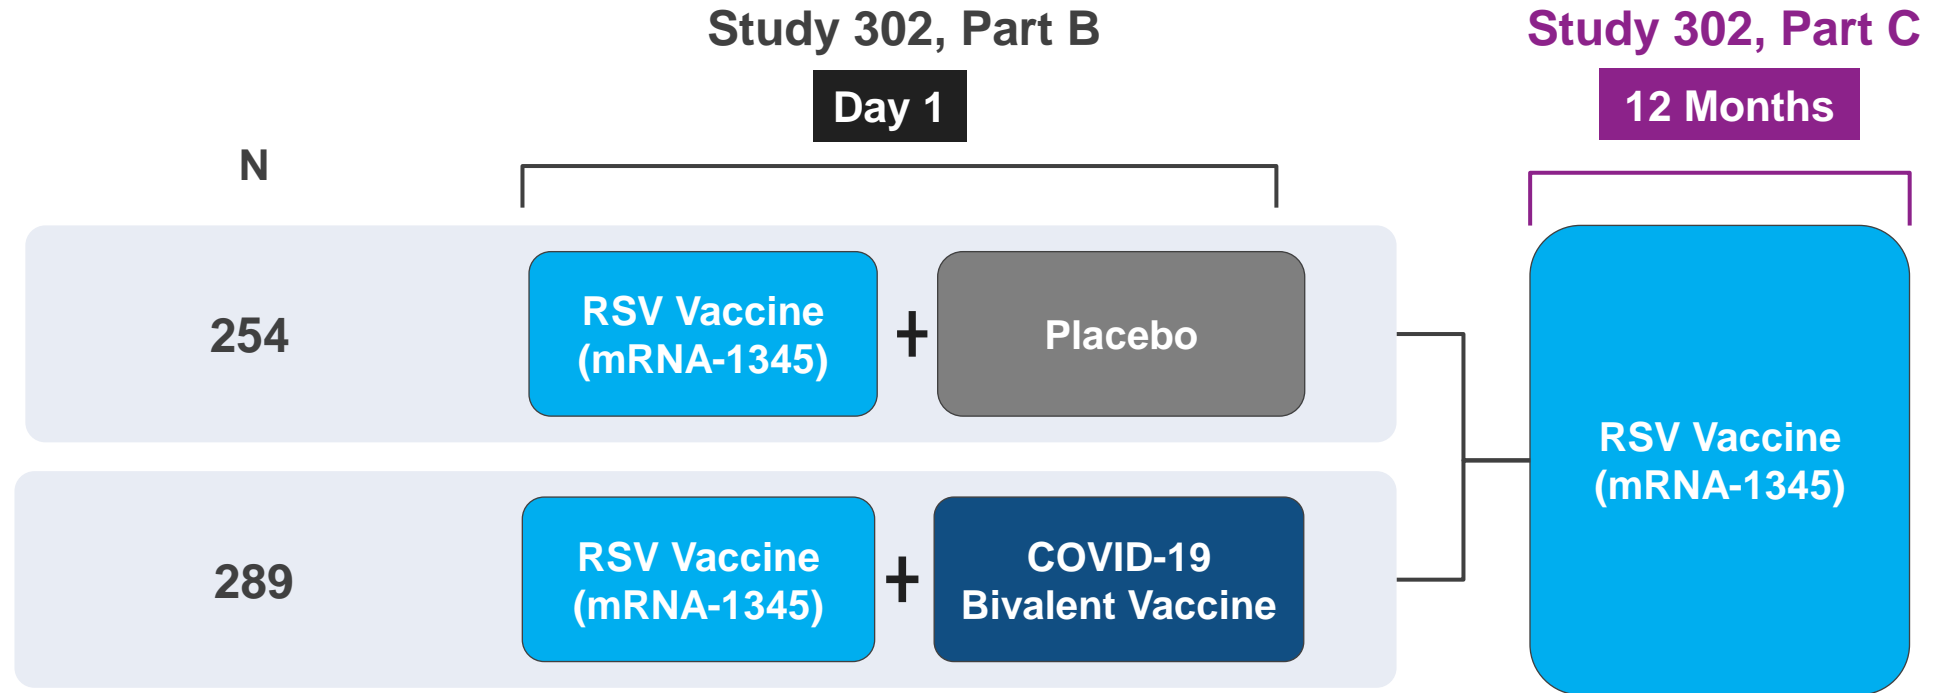 Study 302, Part B
Study 302, Part C
Day 1
12 Months
N
254
RSV Vaccine
(mRNA-1345)
+
Placebo
289
RSV Vaccine
(mRNA-1345)
+
COVID-19
Bivalent Vaccine
RSV Vaccine
(mRNA-1345)